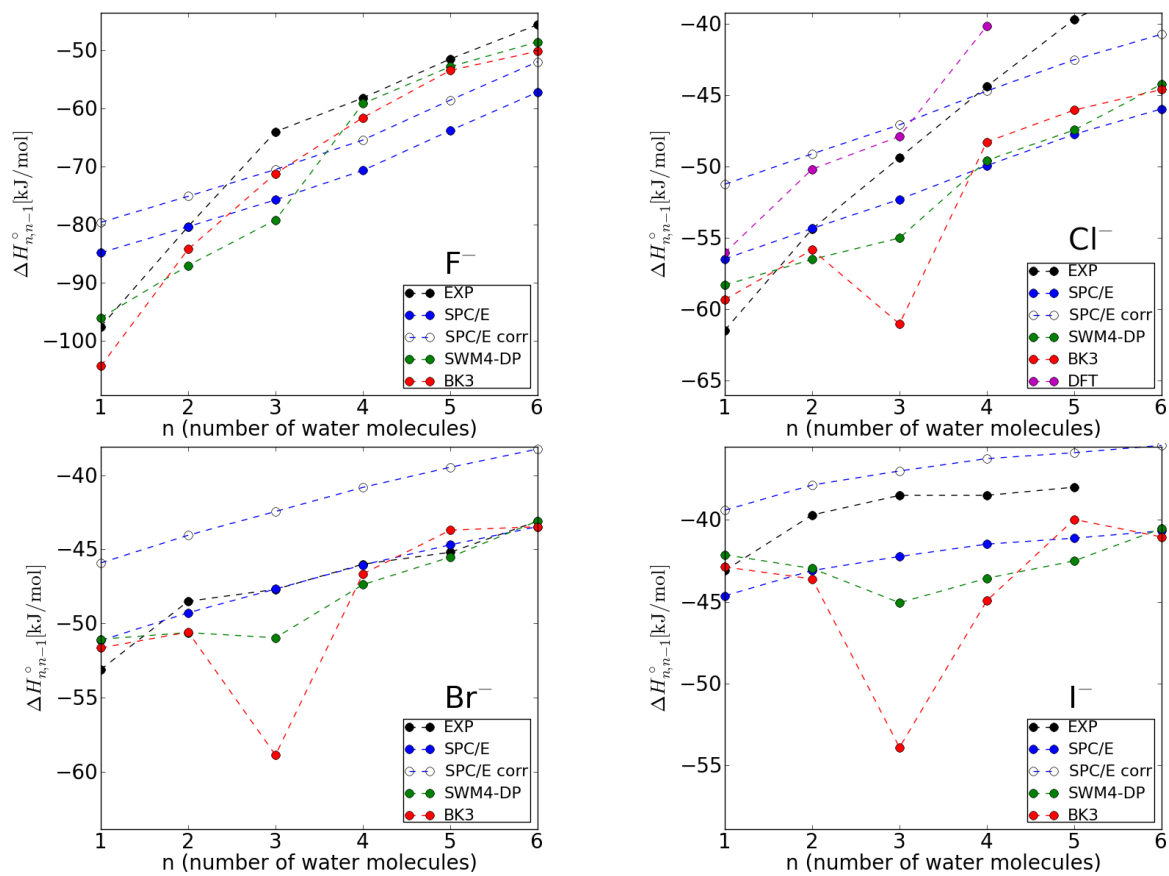 −50
−60
−70
−80
−90
−100
ΔH°n,n−1[kJ/mol]
F−
EXP
SPC/E
SPC/E corr
SWM4-DP
BK3
1 2 3 4 5 6
n (number of water molecules)
−40
−45
−50
−55
−60
−65
ΔH°n,n−1[kJ/mol]
Cl−
EXP
SPC/E
SPC/E corr
SWM4-DP
BK3
DFT
1 2 3 4 5 6
n (number of water molecules)
−40
−45
−50
−55
−60
ΔH°n,n−1[kJ/mol]
Br−
EXP
SPC/E
SPC/E corr
SWM4-DP
BK3
1 2 3 4 5 6
n (number of water molecules)
−40
−45
−50
−55
ΔH°n,n−1[kJ/mol]
I−
EXP
SPC/E
SPC/E corr
SWM4-DP
BK3
1 2 3 4 5 6
n (number of water molecules)